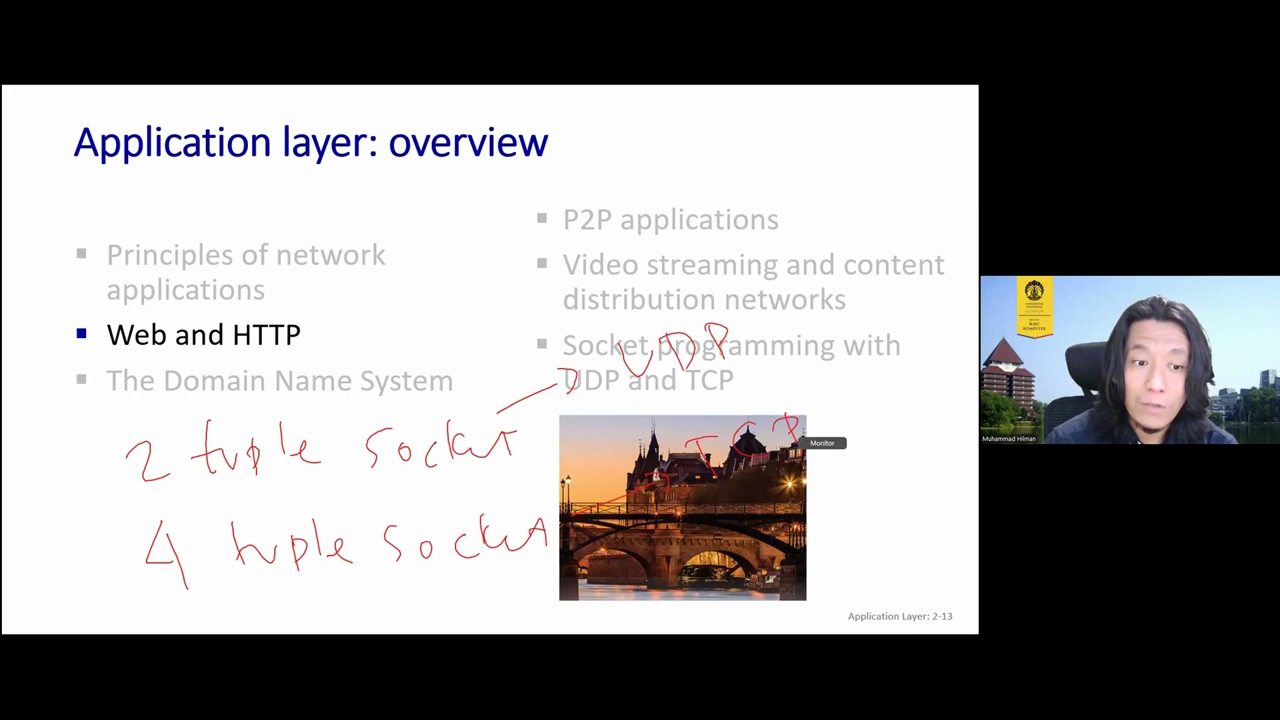 Application layer: overview
Principles of network
applications
Web and HTTP
The Domain Name System
P2P applications
Video streaming and content
distribution networks
Socket programming with
UDP and TCP
2 tuple socket → UDP
4 tuple socket → TCP
Monitor
Application Layer: 2-13
ILMU
KOMPUTER
Muhammad Hilman